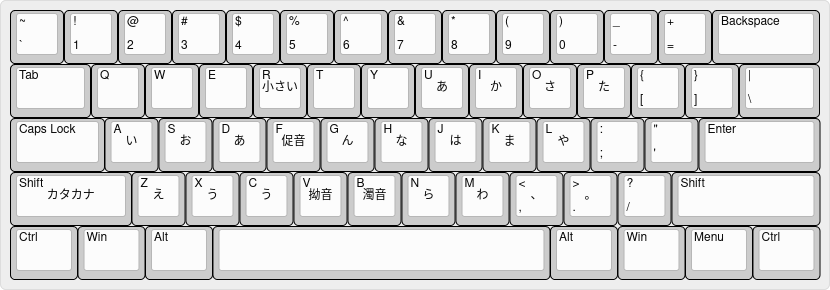 ~ ! @ # $ % ^ & * ( ) _ + Backspace
` 1 2 3 4 5 6 7 8 9 0 - =
Tab Q W E R T Y U I O P { } |
小さい あ か さ た
[ ] \
Caps Lock A S D F G H J K L : " Enter
い お あ 促音 ん な は ま や
; '
Shift Z X C V B N M < > ? Shift
カタカナ え う う 拗音 濁音 ら わ 、 。
, . /
Ctrl Win Alt Alt Win Menu Ctrl